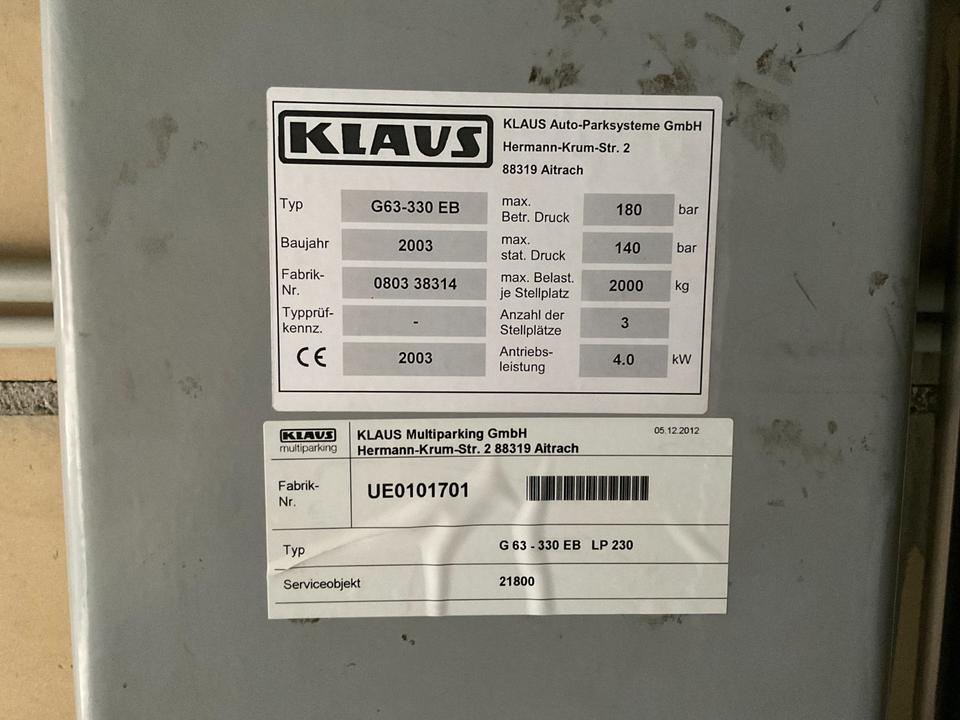 KLAUS
KLAUS Auto-Parksysteme GmbH
Hermann-Krum-Str. 2
88319 Aitrach
Typ G63-330 EB
Baujahr 2003
Fabrik-
Nr. 0803 38314
Typprüf-
kennz. -
CE 2003
max.
Betr. Druck 180 bar
max.
stat. Druck 140 bar
max. Belast.
je Stellplatz 2000 kg
Anzahl der
Stellplätze 3
Antriebs-
leistung 4.0 kW
KLAUS
multiparking
KLAUS Multiparking GmbH 05.12.2012
Hermann-Krum-Str. 2 88319 Aitrach
Fabrik-
Nr. UE0101701
Typ G 63 - 330 EB LP 230
Serviceobjekt 21800